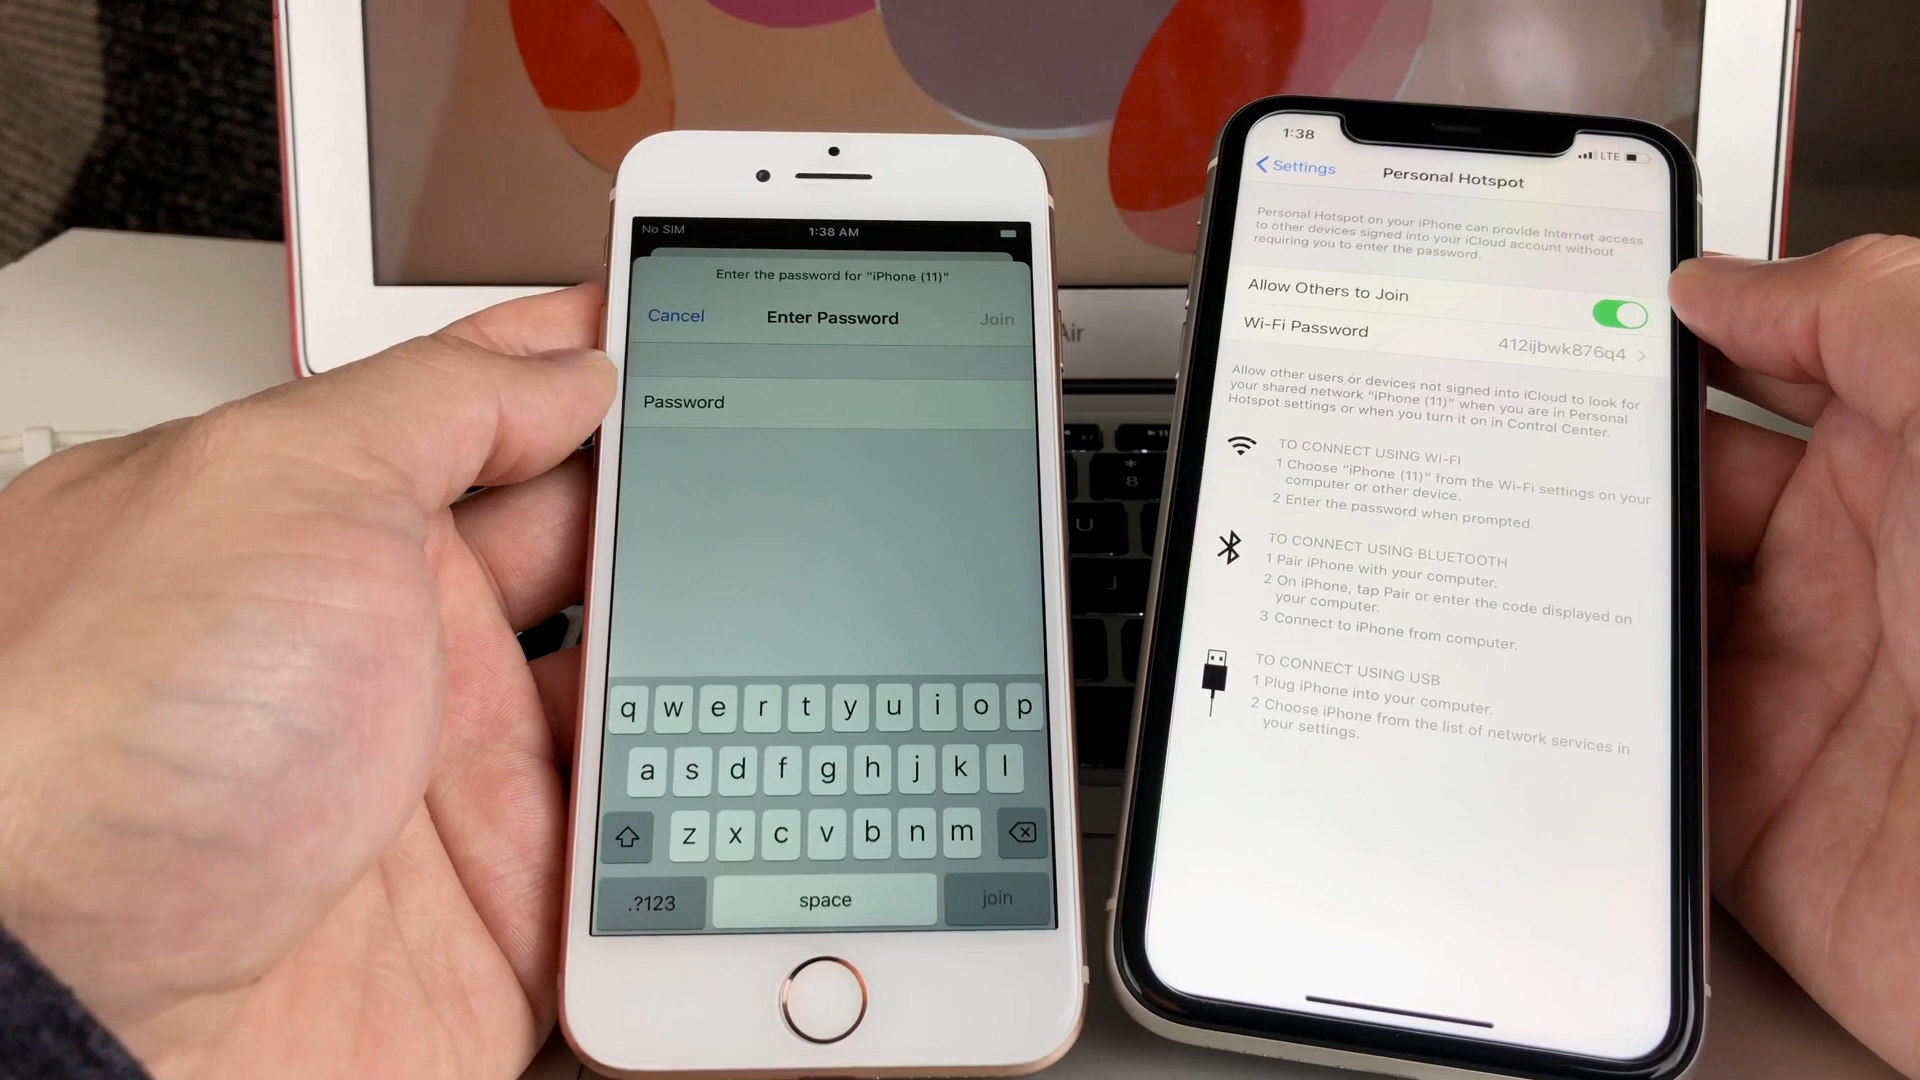 No SIM
1:38 AM
Enter the password for “iPhone (11)”
Cancel
Enter Password
Join
Password
q w e r t y u i o p
a s d f g h j k l
z x c v b n m
.?123
space
join
1:38
LTE
Settings
Personal Hotspot
Personal Hotspot on your iPhone can provide Internet access
to other devices signed into your iCloud account without
requiring you to enter the password.
Allow Others to Join
Wi-Fi Password
412ijbwk876q4
Allow other users or devices not signed into iCloud to look for
your shared network “iPhone (11)” when you are in Personal
Hotspot settings or when you turn it on in Control Center.
TO CONNECT USING WI-FI
1 Choose “iPhone (11)” from the Wi-Fi settings on your
computer or other device.
2 Enter the password when prompted.
TO CONNECT USING BLUETOOTH
1 Pair iPhone with your computer.
2 On iPhone, tap Pair or enter the code displayed on
your computer.
3 Connect to iPhone from computer.
TO CONNECT USING USB
1 Plug iPhone into your computer.
2 Choose iPhone from the list of network services in
your settings.
Air
*
8
U
J